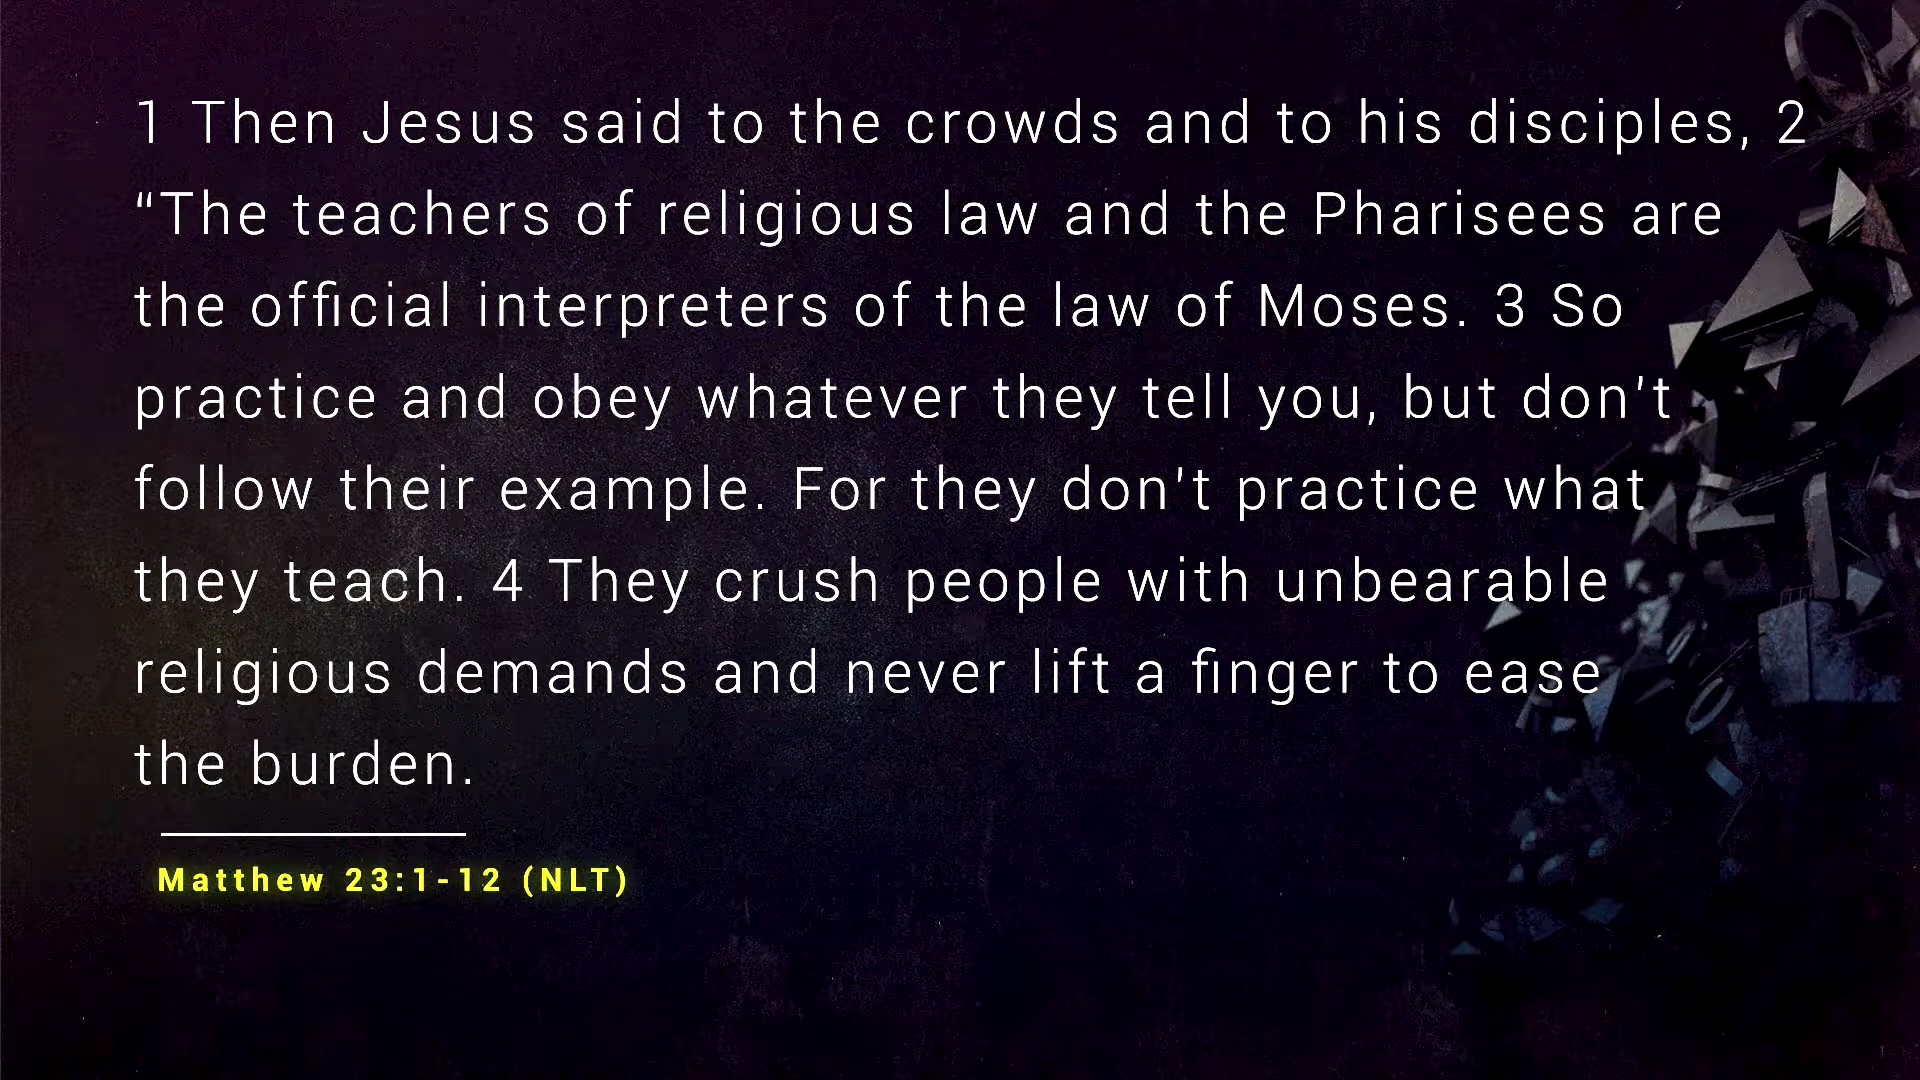 1 Then Jesus said to the crowds and to his disciples, 2
“The teachers of religious law and the Pharisees are
the official interpreters of the law of Moses. 3 So
practice and obey whatever they tell you, but don't
follow their example. For they don't practice what
they teach. 4 They crush people with unbearable
religious demands and never lift a finger to ease
the burden.
Matthew 23:1-12 (NLT)